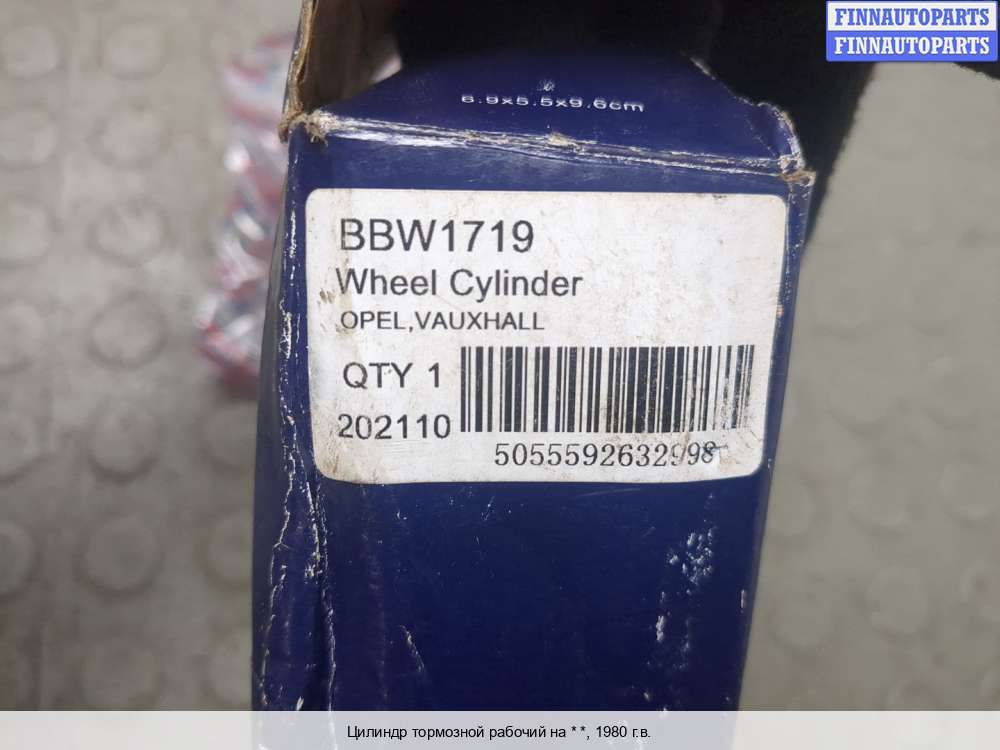 FINNAUTOPARTS
FINNAUTOPARTS
6.9x5.5x9.6cm
BBW1719
Wheel Cylinder
OPEL,VAUXHALL
QTY 1
202110
5055592632998
Цилиндр тормозной рабочий на * *, 1980 г.в.